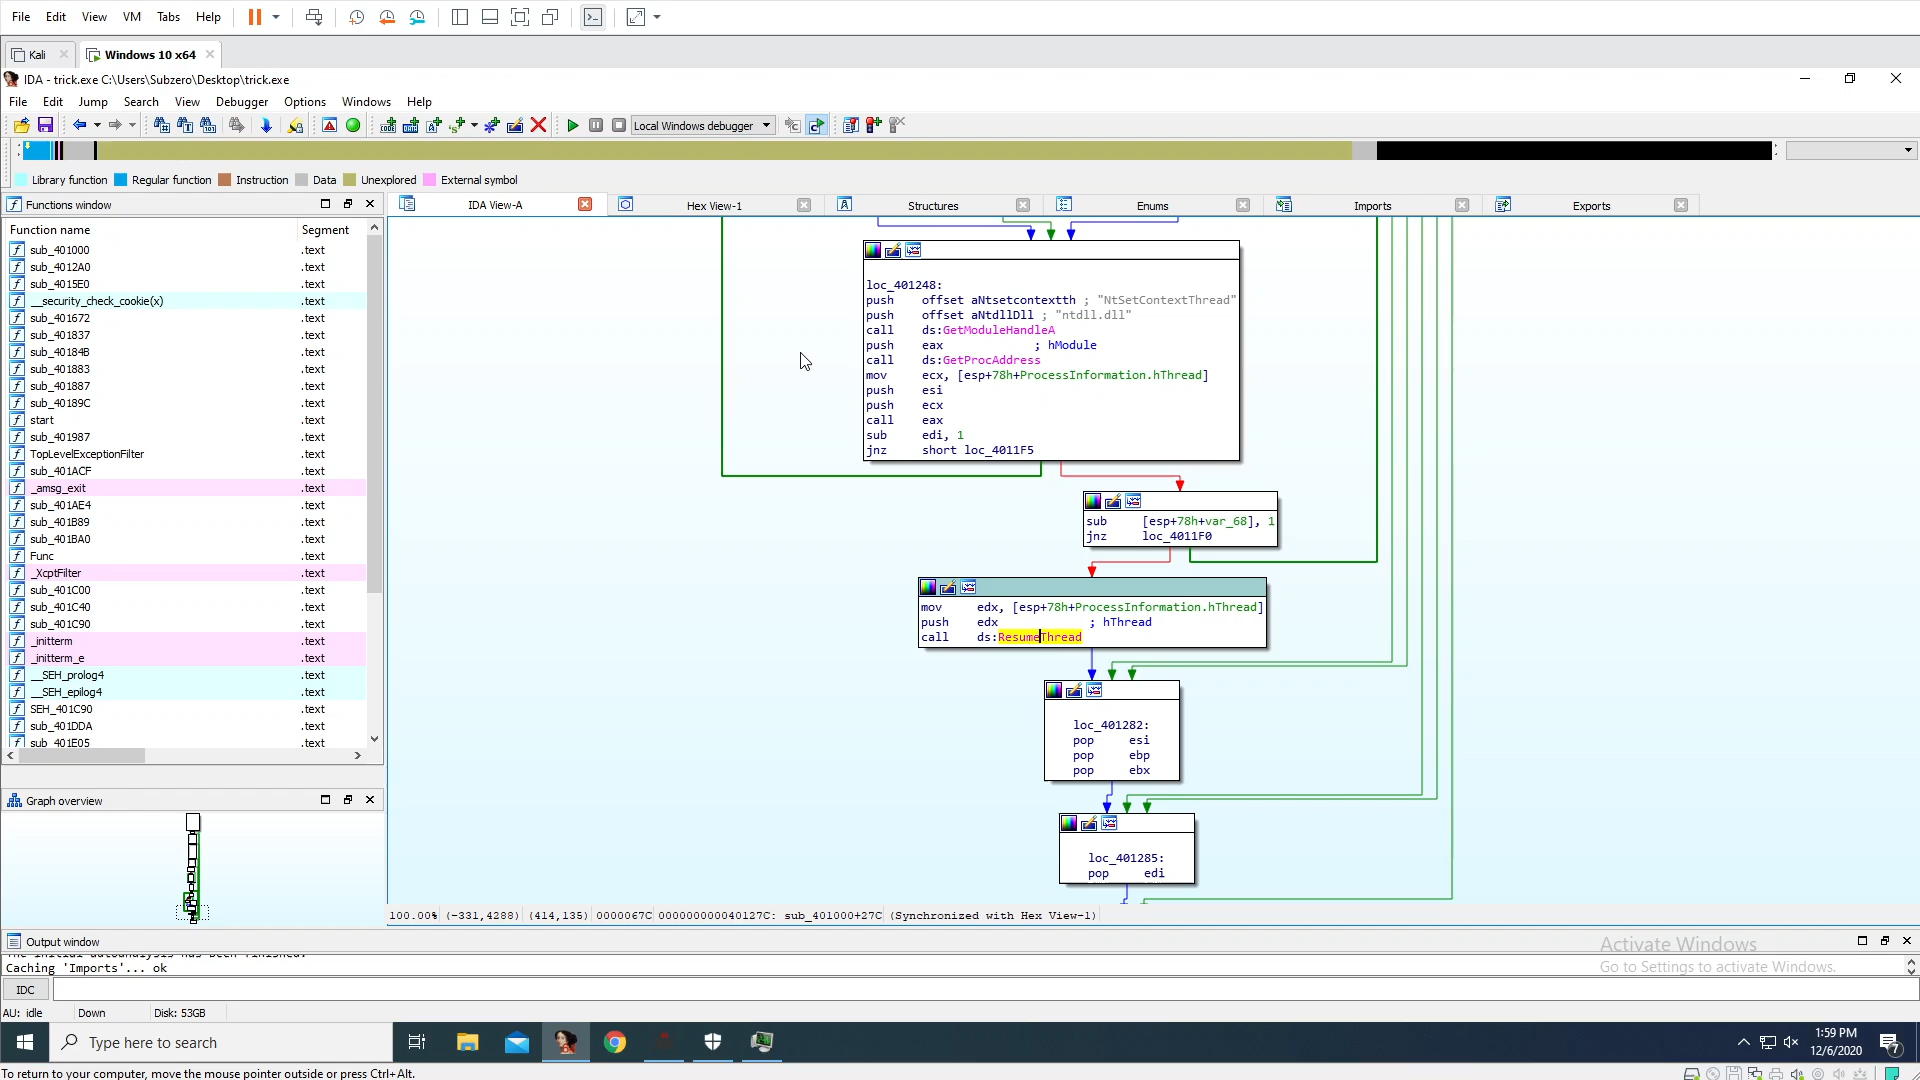 File Edit View VM Tabs Help
Kali
Windows 10 x64
IDA - trick.exe C:\Users\Subzero\Desktop\trick.exe
File Edit Jump Search View Debugger Options Windows Help
Local Windows debugger
Library function Regular function Instruction Data Unexplored External symbol
Functions window
IDA View-A
Hex View-1
Structures
Enums
Imports
Exports
Function name Segment
sub_401000 .text
sub_4012A0 .text
sub_4015E0 .text
__security_check_cookie(x) .text
sub_401672 .text
sub_401837 .text
sub_40184B .text
sub_401883 .text
sub_401887 .text
sub_40189C .text
start .text
sub_401987 .text
TopLevelExceptionFilter .text
sub_401ACF .text
_amsg_exit .text
sub_401AE4 .text
sub_401B89 .text
sub_401BA0 .text
Func .text
_XcptFilter .text
sub_401C00 .text
sub_401C40 .text
sub_401C90 .text
_initterm .text
_initterm_e .text
__SEH_prolog4 .text
__SEH_epilog4 .text
SEH_401C90 .text
sub_401DDA .text
sub_401E05 .text
loc_401248:
push offset aNtsetcontextth ; "NtSetContextThread"
push offset aNtdllDll ; "ntdll.dll"
call ds:GetModuleHandleA
push eax ; hModule
call ds:GetProcAddress
mov ecx, [esp+78h+ProcessInformation.hThread]
push esi
push ecx
call eax
sub edi, 1
jnz short loc_4011F5
sub [esp+78h+var_68], 1
jnz loc_4011F0
mov edx, [esp+78h+ProcessInformation.hThread]
push edx ; hThread
call ds:ResumeThread
loc_401282:
pop esi
pop ebp
pop ebx
loc_401285:
pop edi
Graph overview
100.00% (-331,4288) (414,135) 0000067C 000000000040127C: sub_401000+27C (Synchronized with Hex View-1)
Output window
The initial autoanalysis has been finished.
Caching 'Imports'... ok
IDC
AU: idle Down Disk: 53GB
Activate Windows
Go to Settings to activate Windows.
Type here to search
1:59 PM
12/6/2020
7
To return to your computer, move the mouse pointer outside or press Ctrl+Alt.